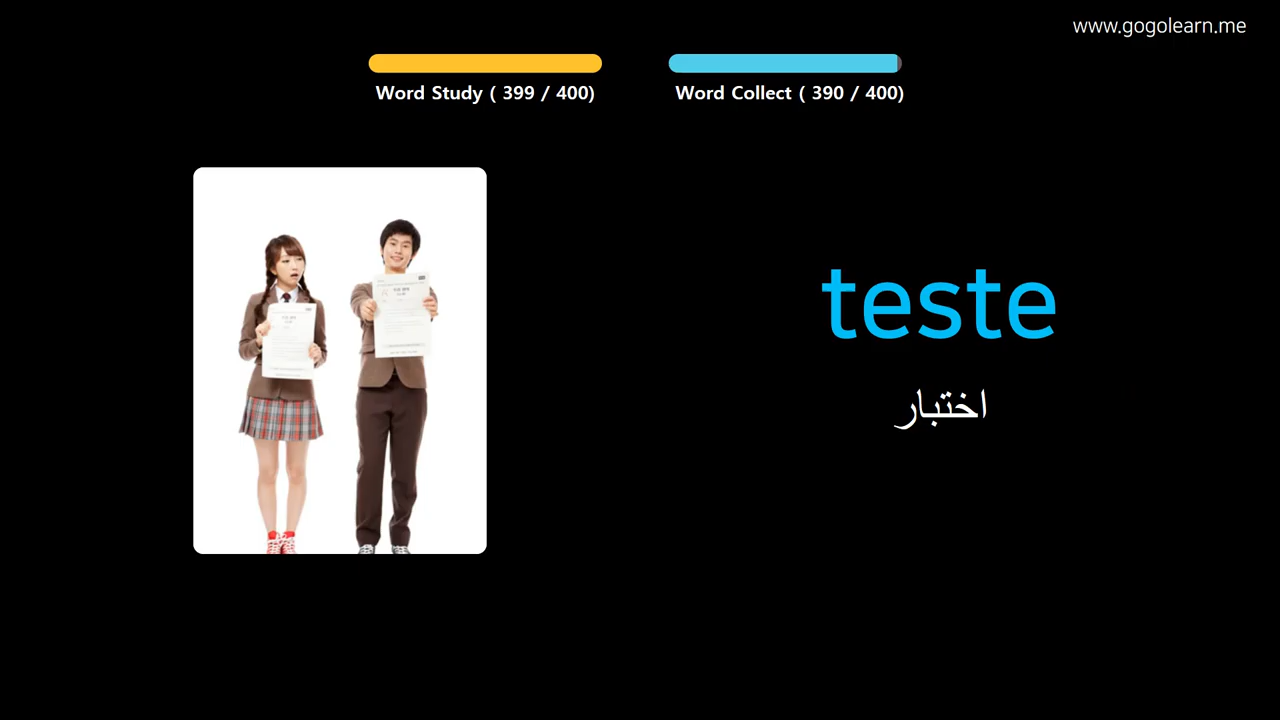 www.gogolearn.me
Word Study ( 399 / 400)
Word Collect ( 390 / 400)
teste
اختبار